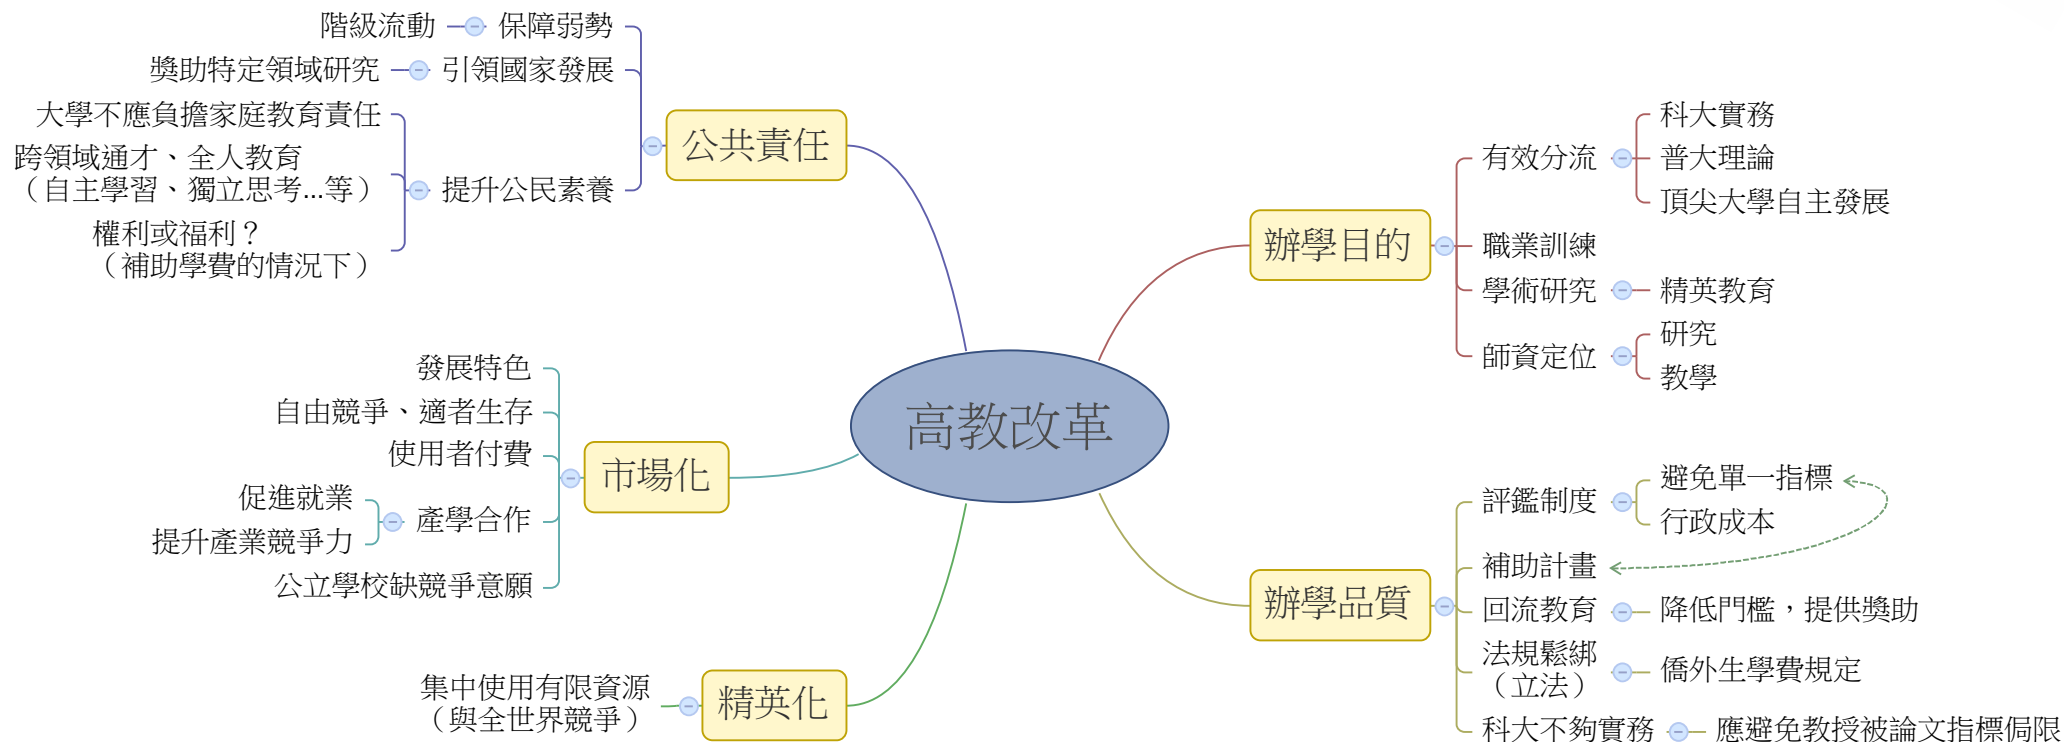 高教改革
公共責任
保障弱勢
階級流動
引領國家發展
獎助特定領域研究
提升公民素養
大學不應負擔家庭教育責任
跨領域通才、全人教育
（自主學習、獨立思考...等）
權利或福利？
（補助學費的情況下）
市場化
發展特色
自由競爭、適者生存
使用者付費
產學合作
促進就業
提升產業競爭力
公立學校缺競爭意願
精英化
集中使用有限資源
（與全世界競爭）
辦學目的
有效分流
科大實務
普大理論
頂尖大學自主發展
職業訓練
學術研究
精英教育
師資定位
研究
教學
辦學品質
評鑑制度
避免單一指標
行政成本
補助計畫
回流教育
降低門檻，提供獎助
法規鬆綁
（立法）
僑外生學費規定
科大不夠實務
應避免教授被論文指標侷限